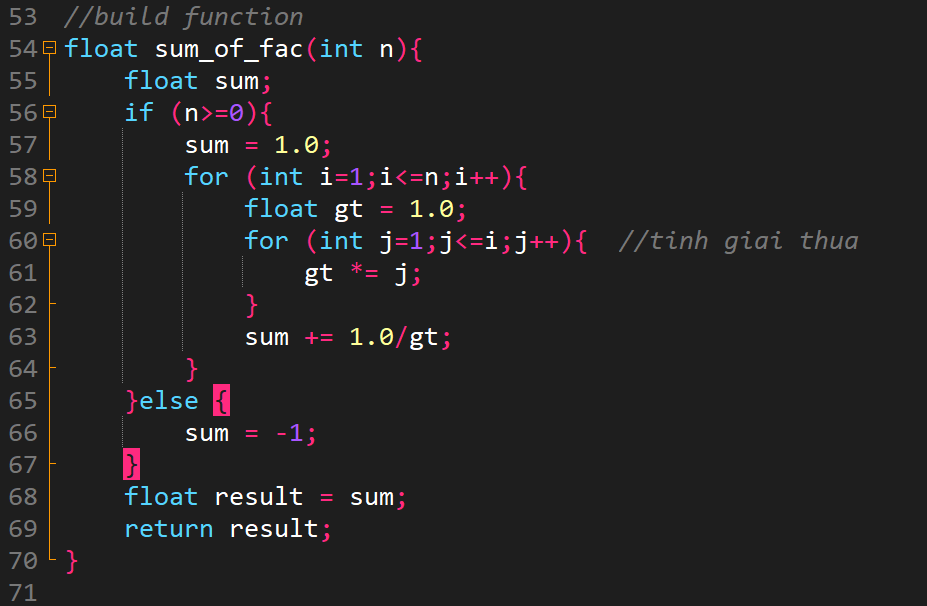 53 //build function
54 float sum_of_fac(int n){
55     float sum;
56     if (n>=0){
57         sum = 1.0;
58         for (int i=1;i<=n;i++){
59             float gt = 1.0;
60             for (int j=1;j<=i;j++){  //tinh giai thua
61                 gt *= j;
62             }
63             sum += 1.0/gt;
64         }
65     }else {
66         sum = -1;
67     }
68     float result = sum;
69     return result;
70 }
71